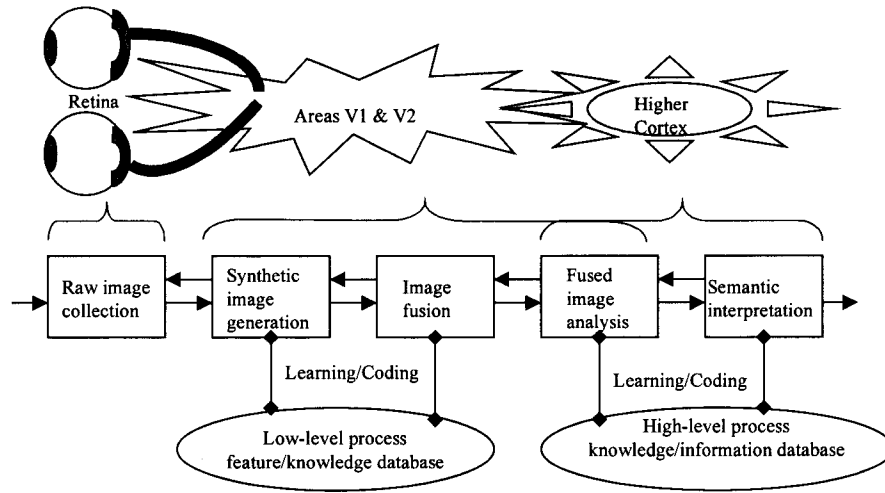 Retina
Areas V1 & V2
Higher
Cortex
Raw image
collection
Synthetic
image
generation
Image
fusion
Fused
image
analysis
Semantic
interpretation
Learning/Coding
Learning/Coding
Low-level process
feature/knowledge database
High-level process
knowledge/information database